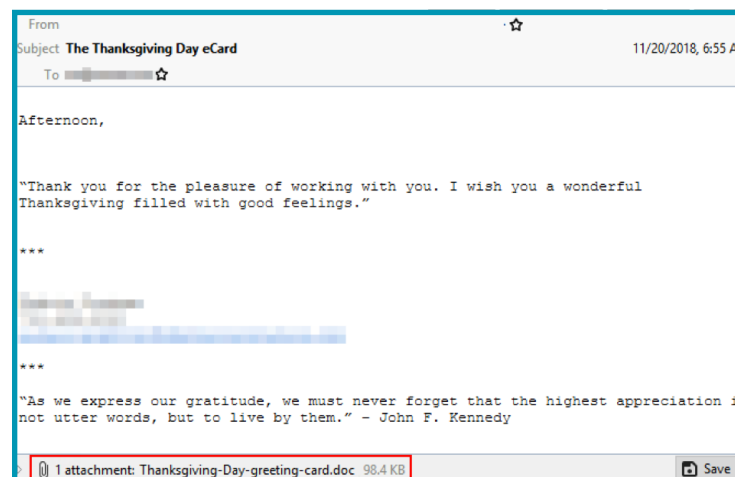 From
Subject The Thanksgiving Day eCard 11/20/2018, 6:55
To
Afternoon,
“Thank you for the pleasure of working with you. I wish you a wonderful
Thanksgiving filled with good feelings.”
***
***
“As we express our gratitude, we must never forget that the highest appreciation
not utter words, but to live by them.” – John F. Kennedy
1 attachment: Thanksgiving-Day-greeting-card.doc 98.4 KB Save